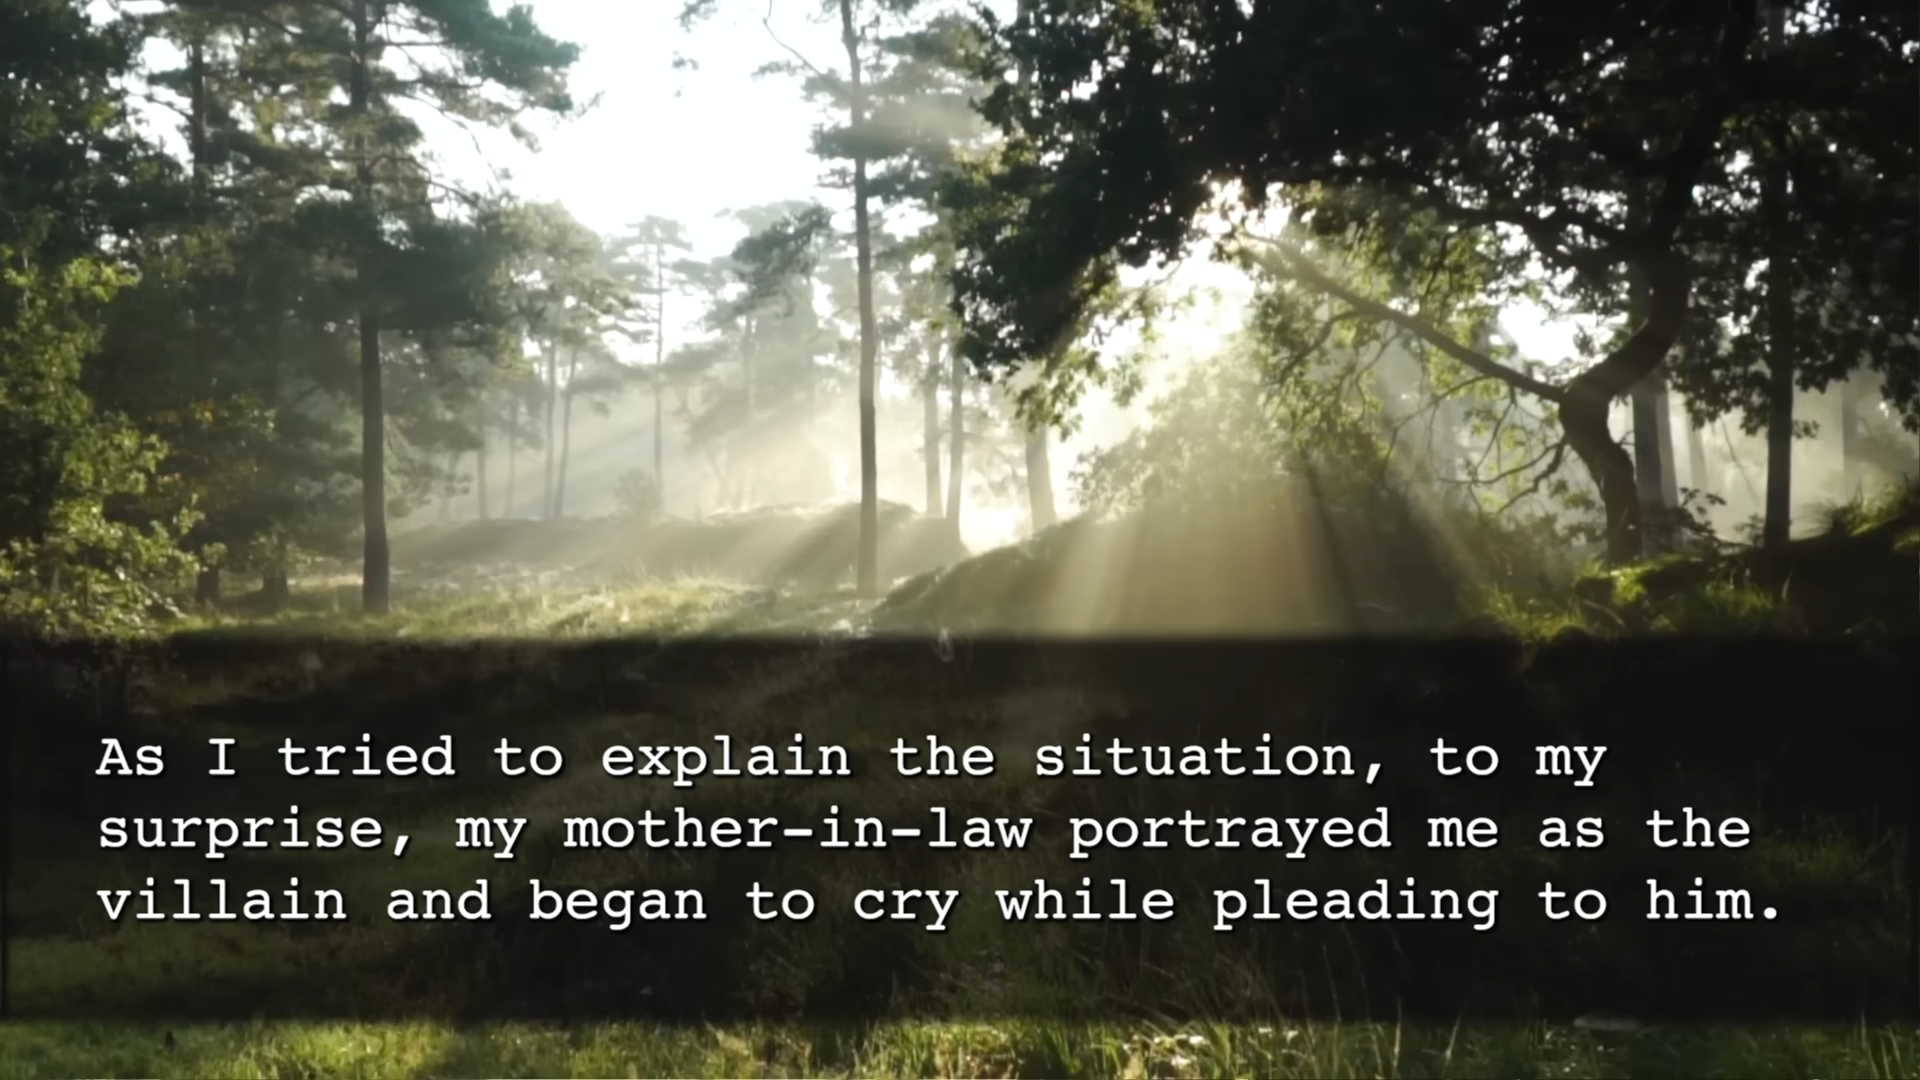 As I tried to explain the situation, to my
surprise, my mother-in-law portrayed me as the
villain and began to cry while pleading to him.